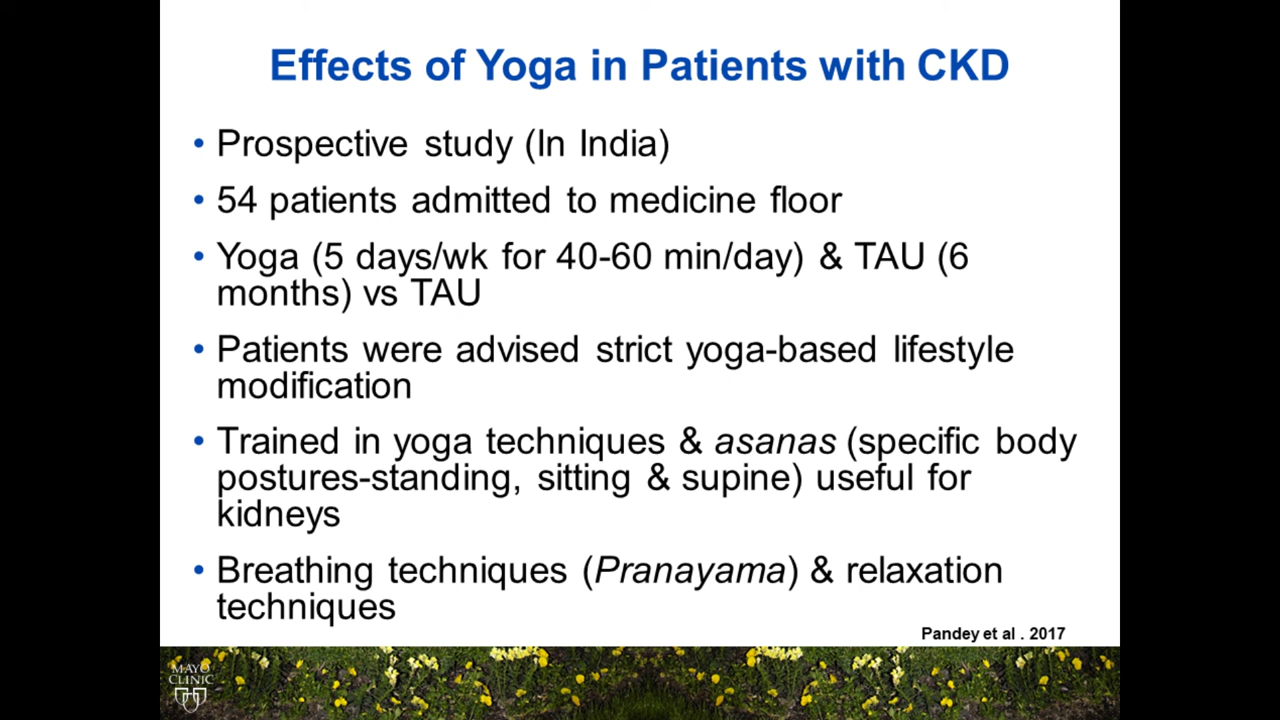 Effects of Yoga in Patients with CKD
• Prospective study (In India)
• 54 patients admitted to medicine floor
• Yoga (5 days/wk for 40-60 min/day) & TAU (6
months) vs TAU
• Patients were advised strict yoga-based lifestyle
modification
• Trained in yoga techniques & asanas (specific body
postures-standing, sitting & supine) useful for
kidneys
• Breathing techniques (Pranayama) & relaxation
techniques
Pandey et al . 2017
MAYO
CLINIC